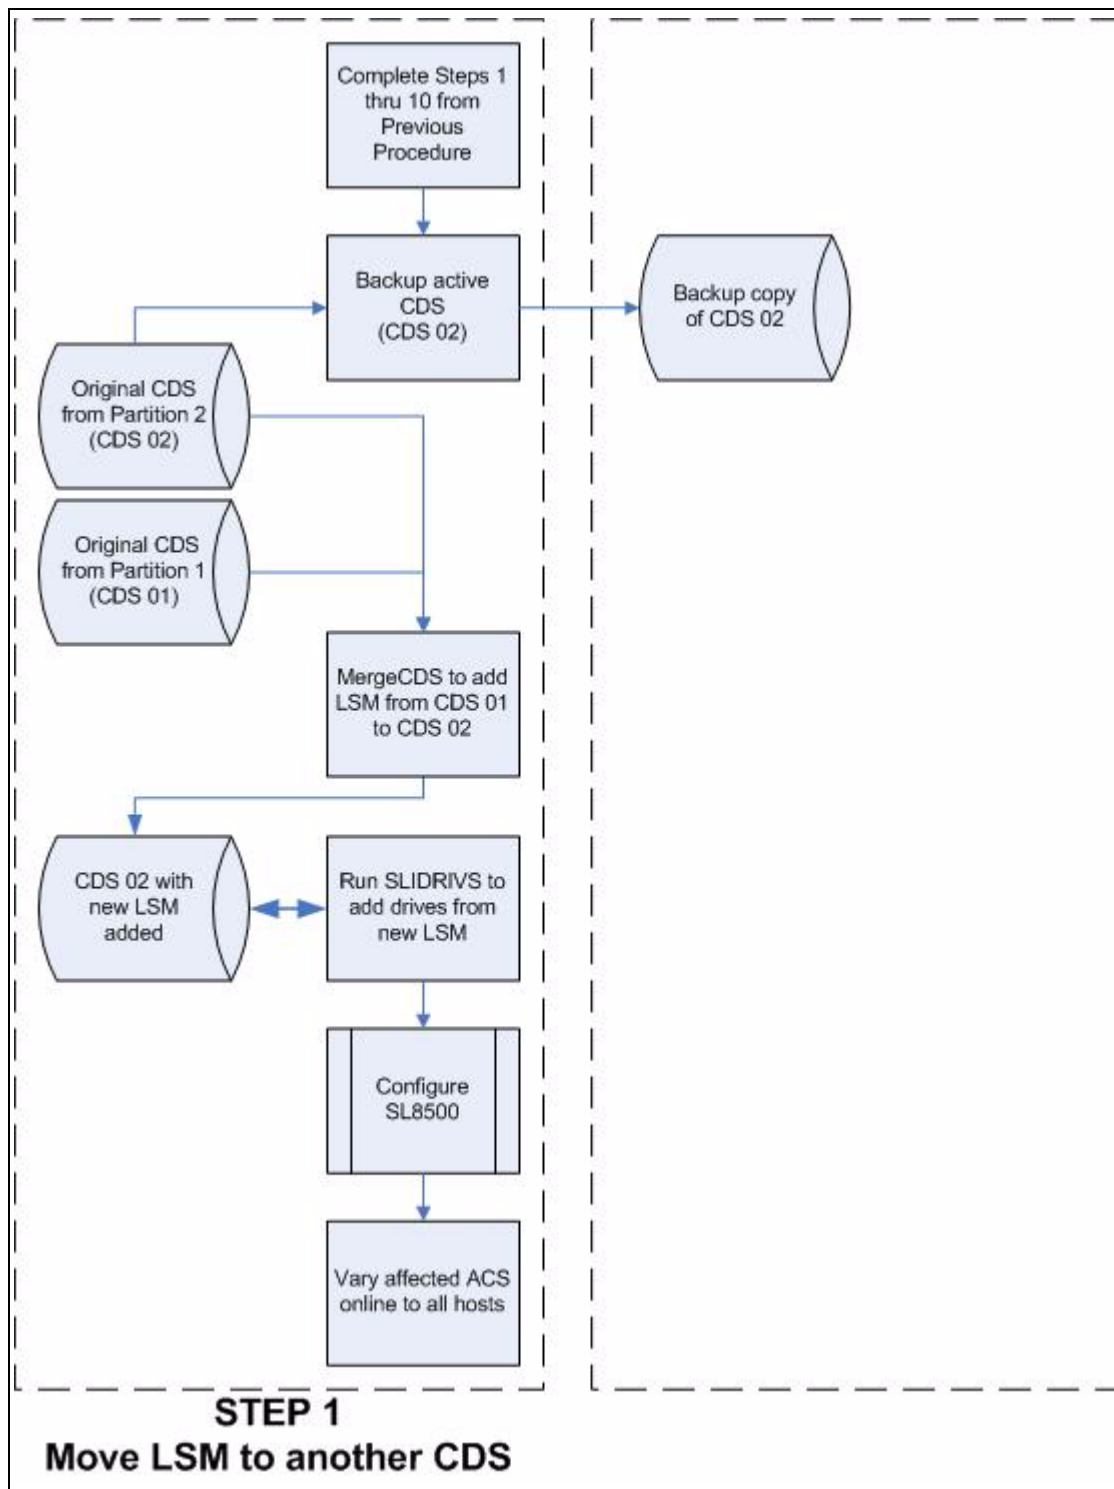 Complete Steps 1
thru 10 from
Previous
Procedure
Backup active
CDS
(CDS 02)
Backup copy
of CDS 02
Original CDS
from Partition 2
(CDS 02)
Original CDS
from Partition 1
(CDS 01)
MergeCDS to add
LSM from CDS 01
to CDS 02
CDS 02 with
new LSM
added
Run SLIDRIVS to
add drives from
new LSM
Configure
SL8500
Vary affected ACS
online to all hosts
STEP 1
Move LSM to another CDS